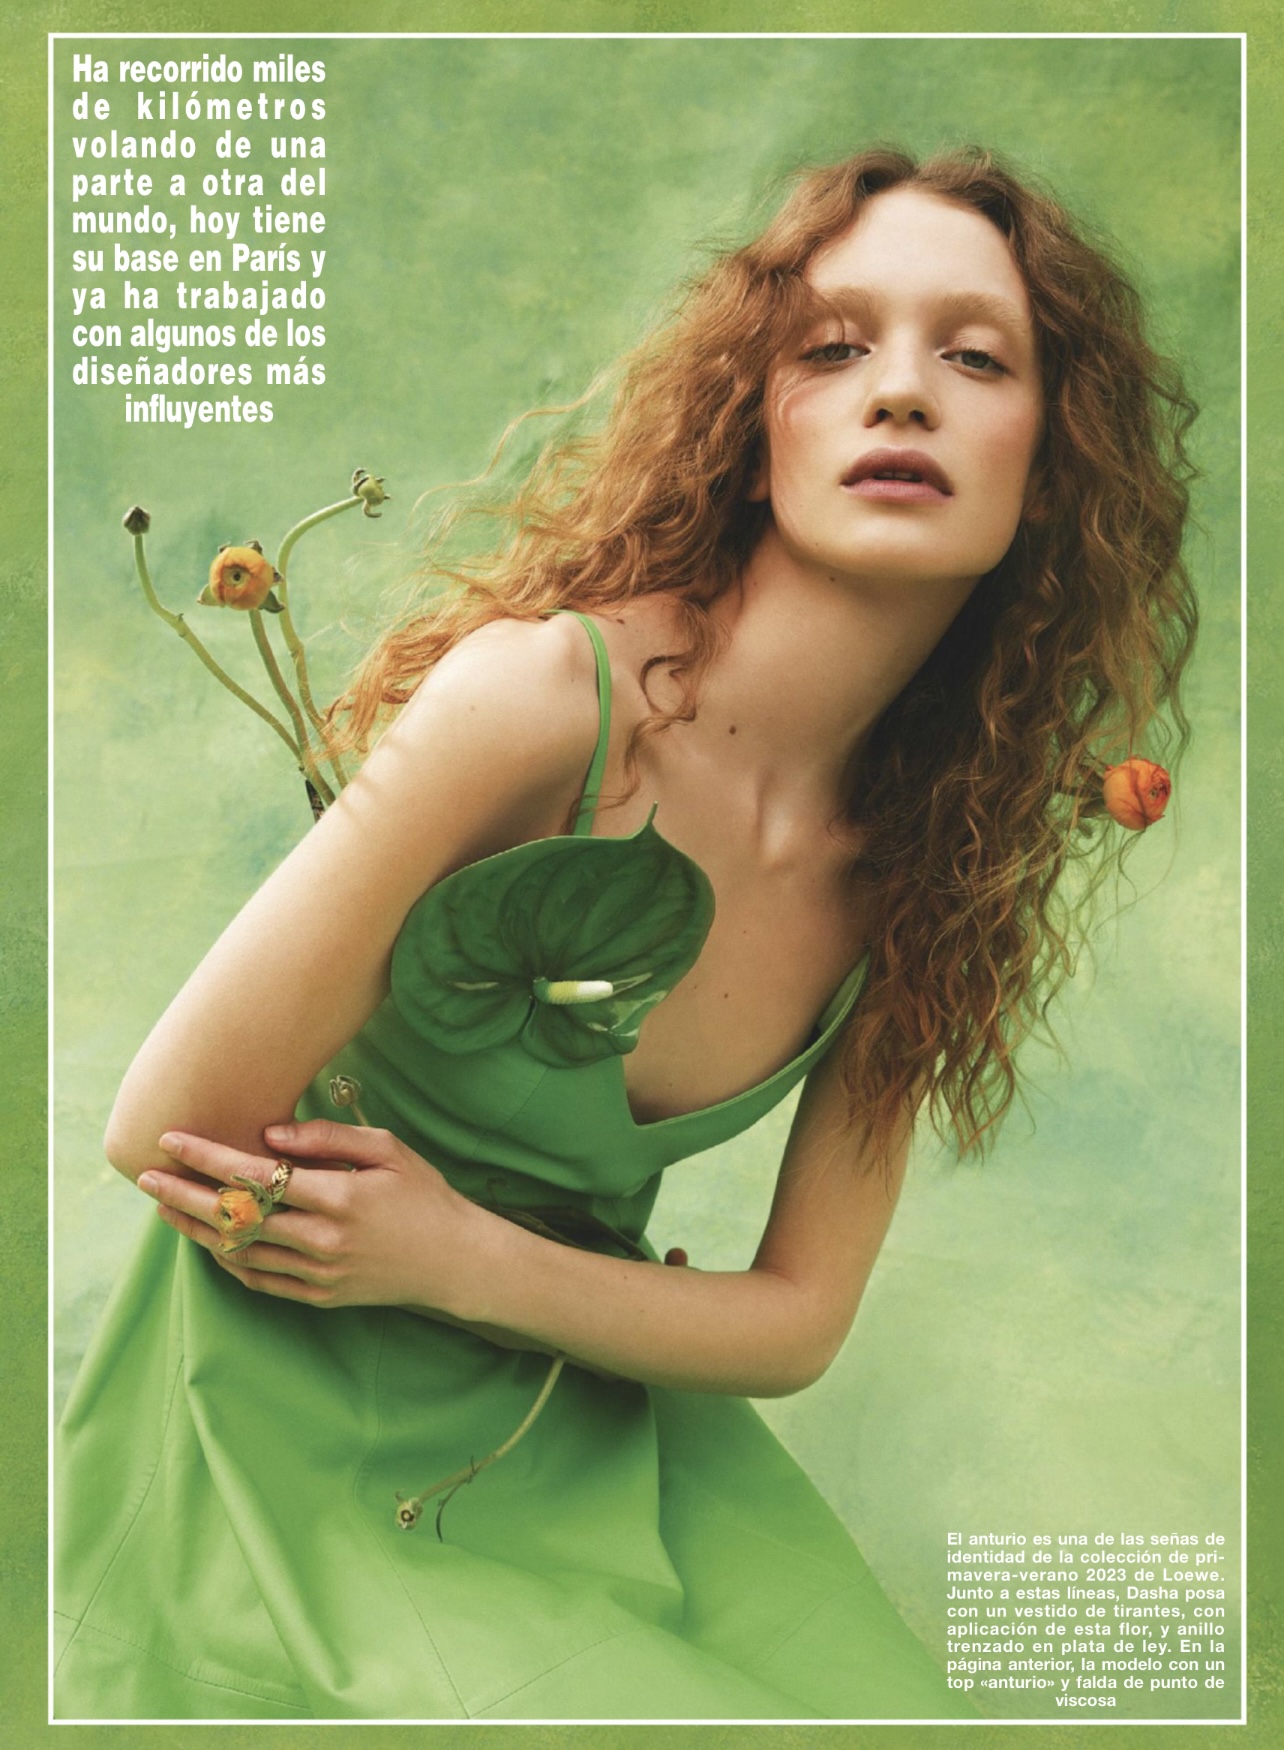 Ha recorrido miles
de kilómetros
volando de una
parte a otra del
mundo, hoy tiene
su base en París y
ya ha trabajado
con algunos de los
diseñadores más
influyentes
El anturio es una de las señas de
identidad de la colección de pri-
mavera-verano 2023 de Loewe.
Junto a estas líneas, Dasha posa
con un vestido de tirantes, con
aplicación de esta flor, y anillo
trenzado en plata de ley. En la
página anterior, la modelo con un
top «anturio» y falda de punto de
viscosa